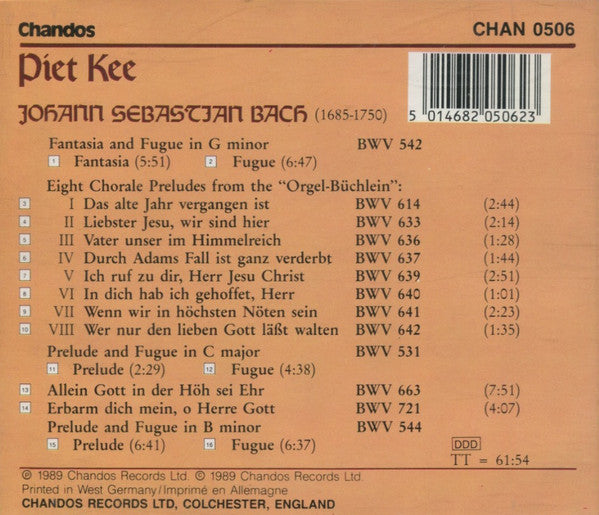 Chandos CHAN 0506
Piet Kee
JOHANN SEBASTIAN BACH (1685-1750)
5 014682 050623
Fantasia and Fugue in G minor BWV 542
1 Fantasia (5:51) 2 Fugue (6:47)
Eight Chorale Preludes from the “Orgel-Büchlein”:
3 I Das alte Jahr vergangen ist BWV 614 (2:44)
4 II Liebster Jesu, wir sind hier BWV 633 (2:14)
5 III Vater unser im Himmelreich BWV 636 (1:28)
6 IV Durch Adams Fall ist ganz verderbt BWV 637 (1:44)
7 V Ich ruf zu dir, Herr Jesu Christ BWV 639 (2:51)
8 VI In dich hab ich gehoffet, Herr BWV 640 (1:01)
9 VII Wenn wir in höchsten Nöten sein BWV 641 (2:23)
10 VIII Wer nur den lieben Gott läßt walten BWV 642 (1:35)
Prelude and Fugue in C major BWV 531
11 Prelude (2:29) 12 Fugue (4:38)
13 Allein Gott in der Höh sei Ehr BWV 663 (7:51)
14 Erbarm dich mein, o Herre Gott BWV 721 (4:07)
Prelude and Fugue in B minor BWV 544
15 Prelude (6:41) 16 Fugue (6:37)
DDD
TT = 61:54
℗ 1989 Chandos Records Ltd. © 1989 Chandos Records Ltd.
Printed in West Germany/Imprimé en Allemagne
CHANDOS RECORDS LTD, COLCHESTER, ENGLAND